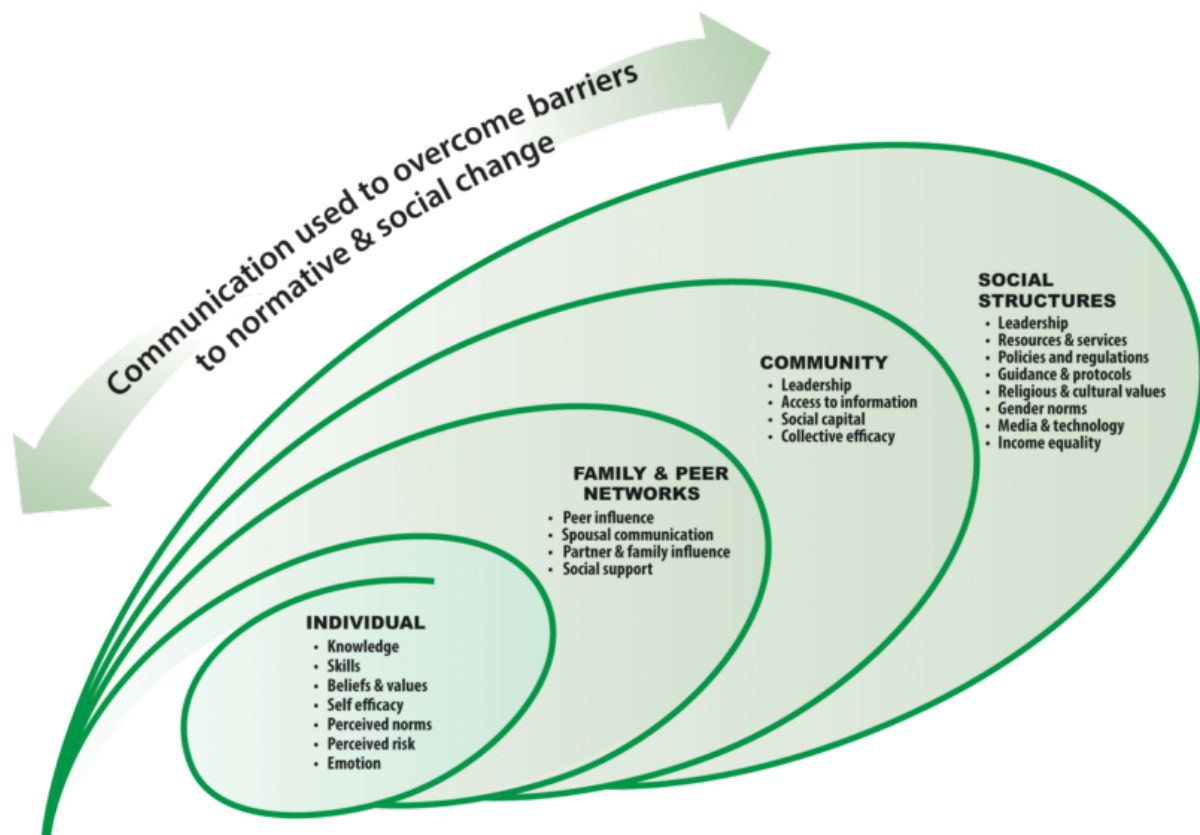 Communication used to overcome barriers
to normative & social change
SOCIAL
STRUCTURES
• Leadership
• Resources & services
• Policies and regulations
• Guidance & protocols
• Religious & cultural values
• Gender norms
• Media & technology
• Income equality
COMMUNITY
• Leadership
• Access to information
• Social capital
• Collective efficacy
FAMILY & PEER
NETWORKS
• Peer influence
• Spousal communication
• Partner & family influence
• Social support
INDIVIDUAL
• Knowledge
• Skills
• Beliefs & values
• Self efficacy
• Perceived norms
• Perceived risk
• Emotion